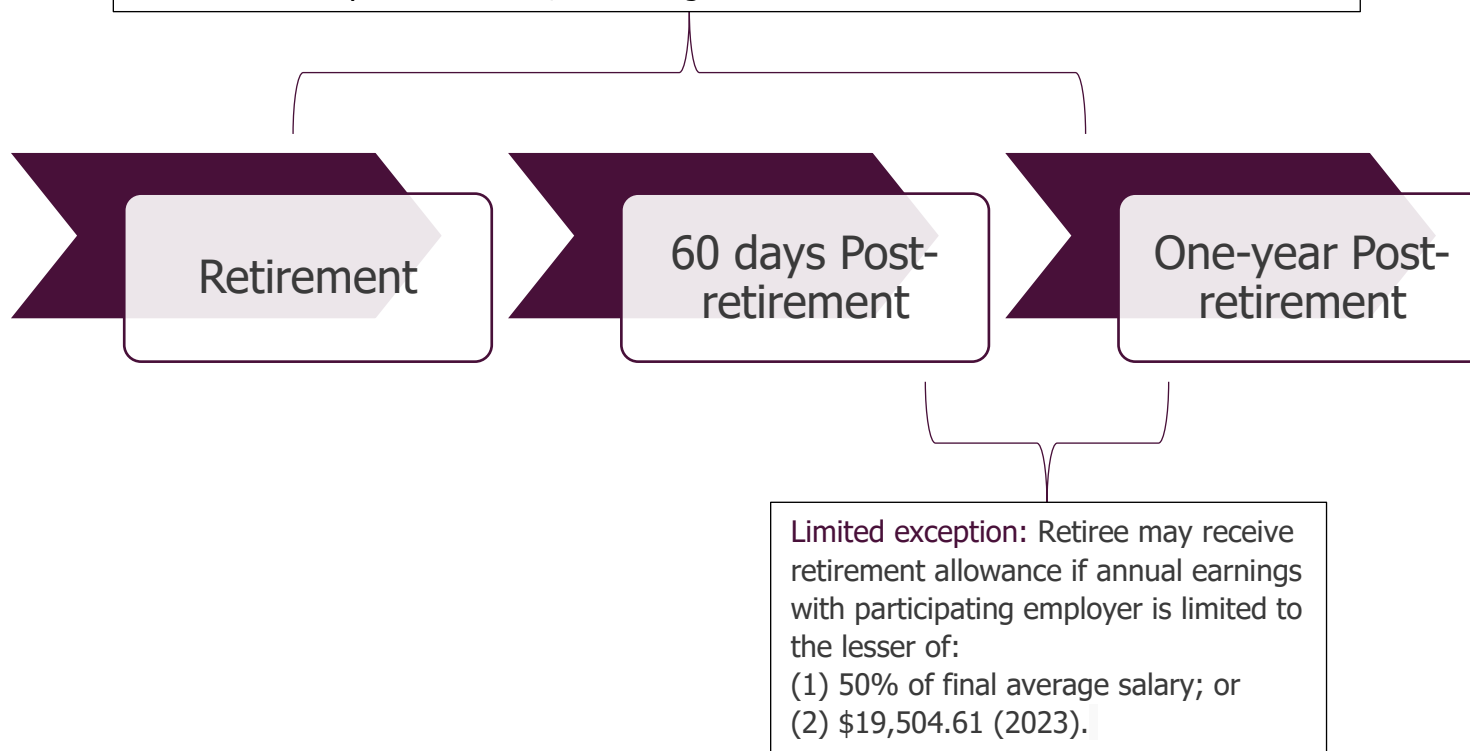 Retirement
60 days Post-
retirement
One-year Post-
retirement
Limited exception: Retiree may receive
retirement allowance if annual earnings
with participating employer is limited to
the lesser of:
(1) 50% of final average salary; or
(2) $19,504.61 (2023).